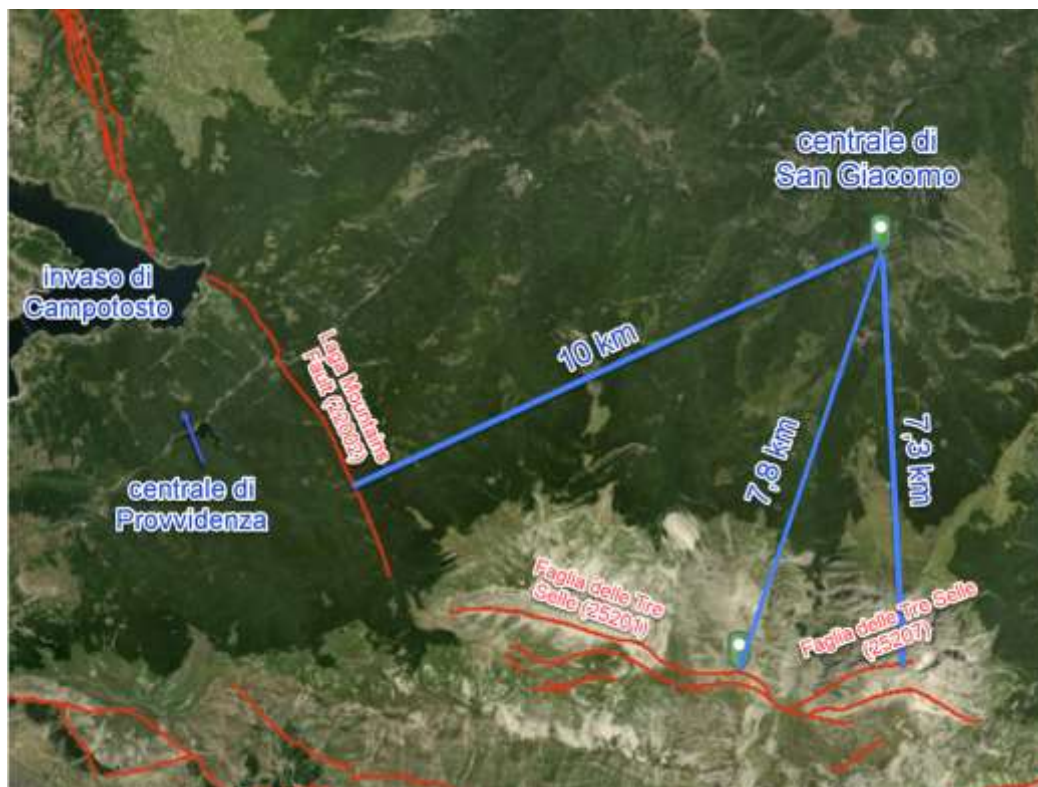 centrale di
San Giacomo
invaso di
Campotosto
Laga Mountains
Fault (22002)
10 km
7,8 km
7,3 km
centrale di
Provvidenza
Faglia delle Tre
Selle (25201)
Faglia delle Tre Selle
(25207)